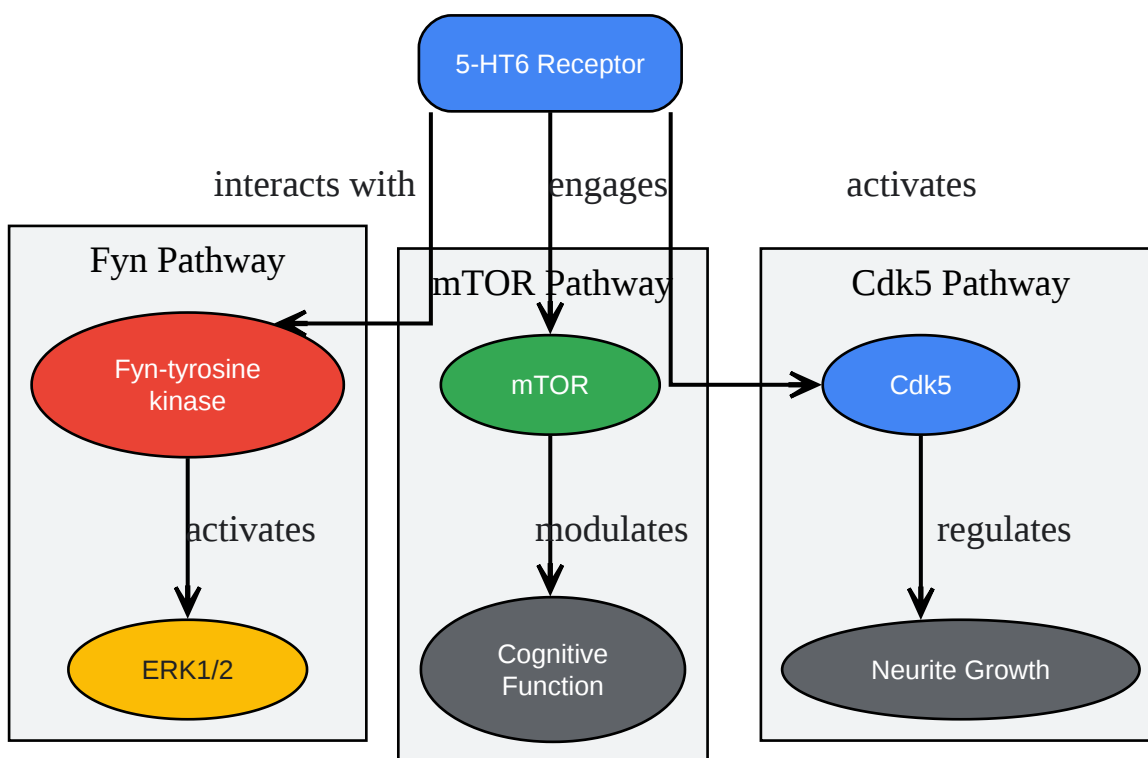 5-HT6 Receptor
interacts with
engages
activates
Fyn Pathway
mTOR Pathway
Cdk5 Pathway
Fyn-tyrosine
kinase
mTOR
Cdk5
activates
modulates
regulates
ERK1/2
Cognitive
Function
Neurite Growth